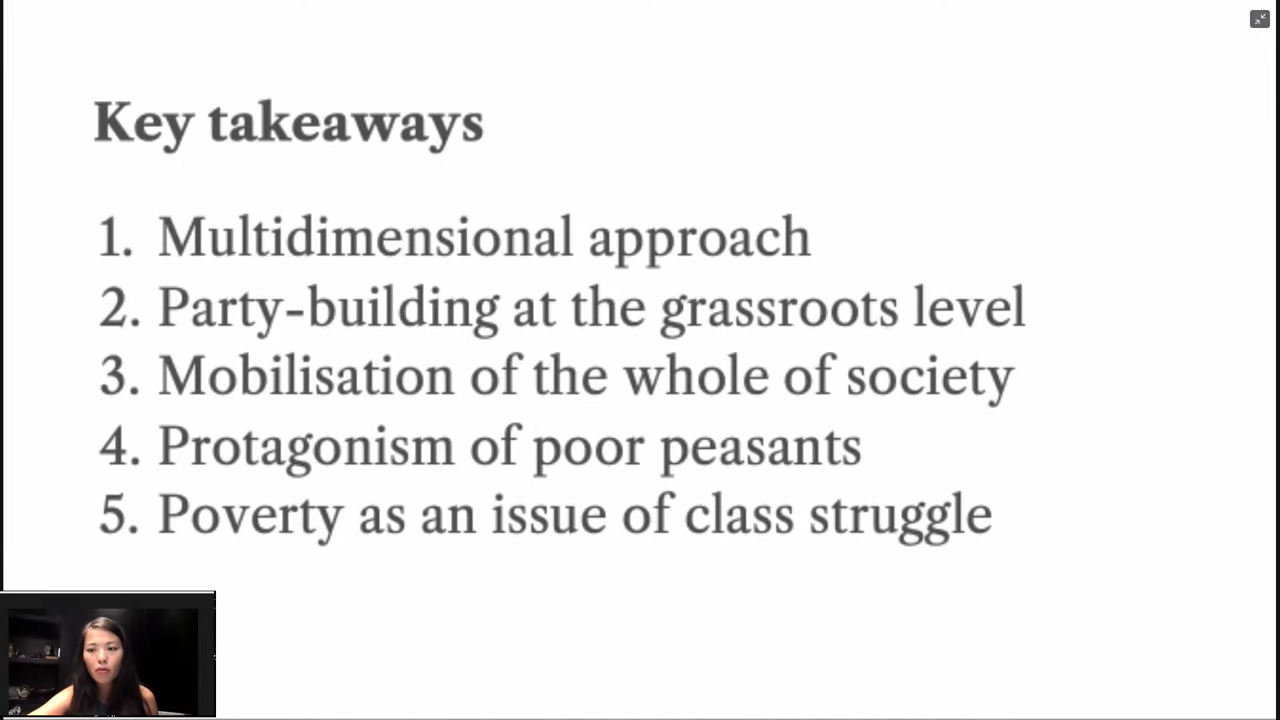 Key takeaways
1. Multidimensional approach
2. Party-building at the grassroots level
3. Mobilisation of the whole of society
4. Protagonism of poor peasants
5. Poverty as an issue of class struggle